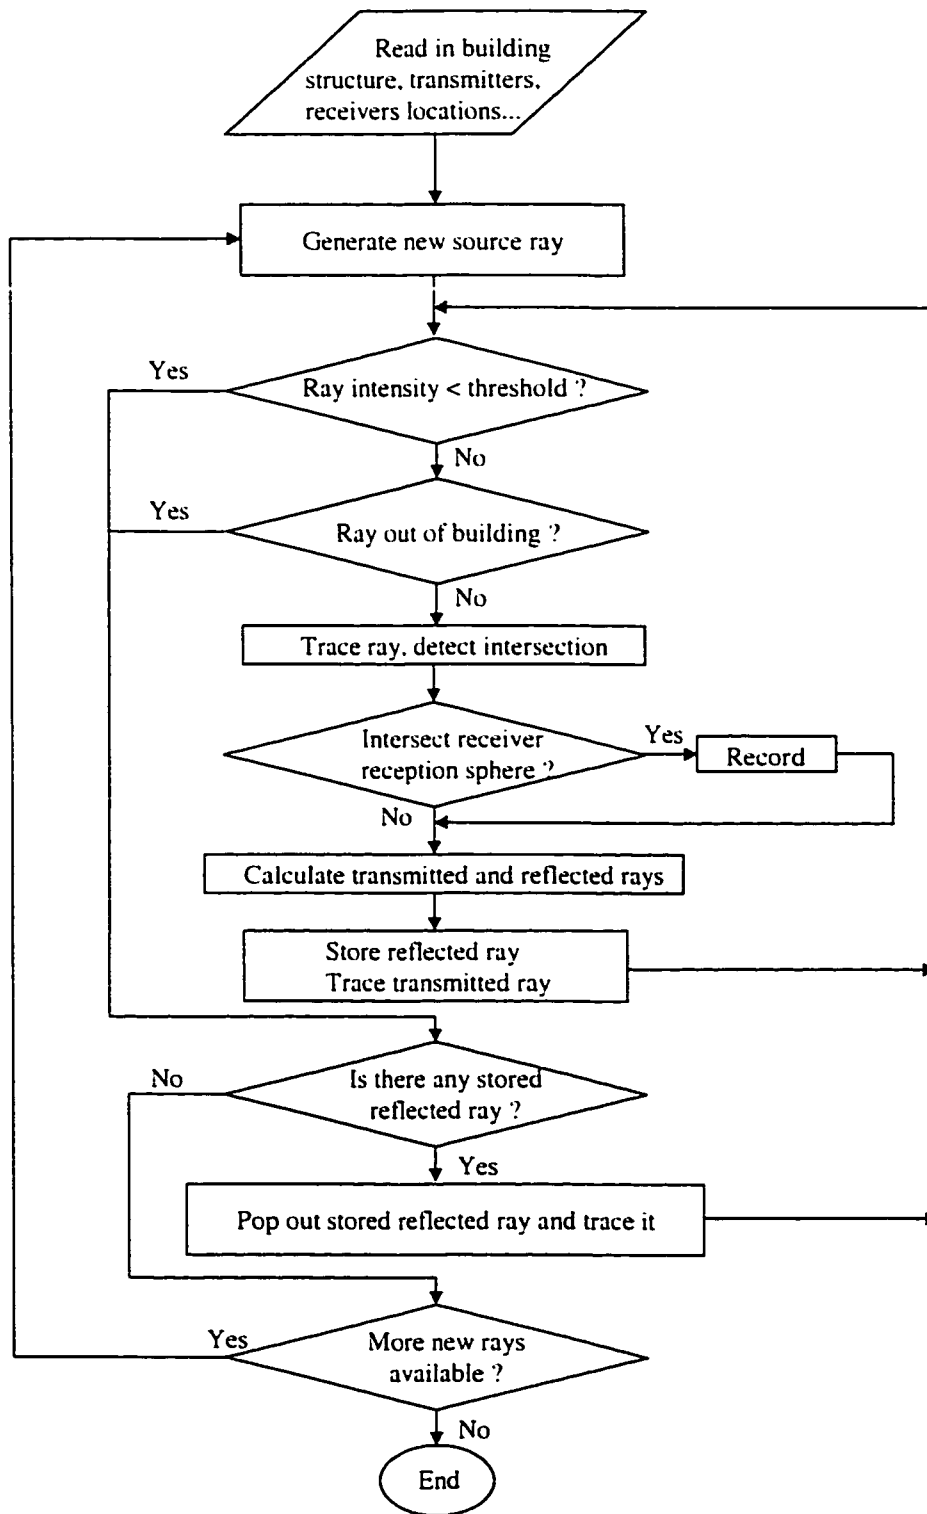 Read in building
structure, transmitters,
receivers locations...
Generate new source ray
Yes
Ray intensity < threshold ?
No
Yes
Ray out of building ?
No
Trace ray, detect intersection
Intersect receiver
reception sphere ?
Yes
Record
No
Calculate transmitted and reflected rays
Store reflected ray
Trace transmitted ray
No
Is there any stored
reflected ray ?
Yes
Pop out stored reflected ray and trace it
Yes
More new rays
available ?
No
End